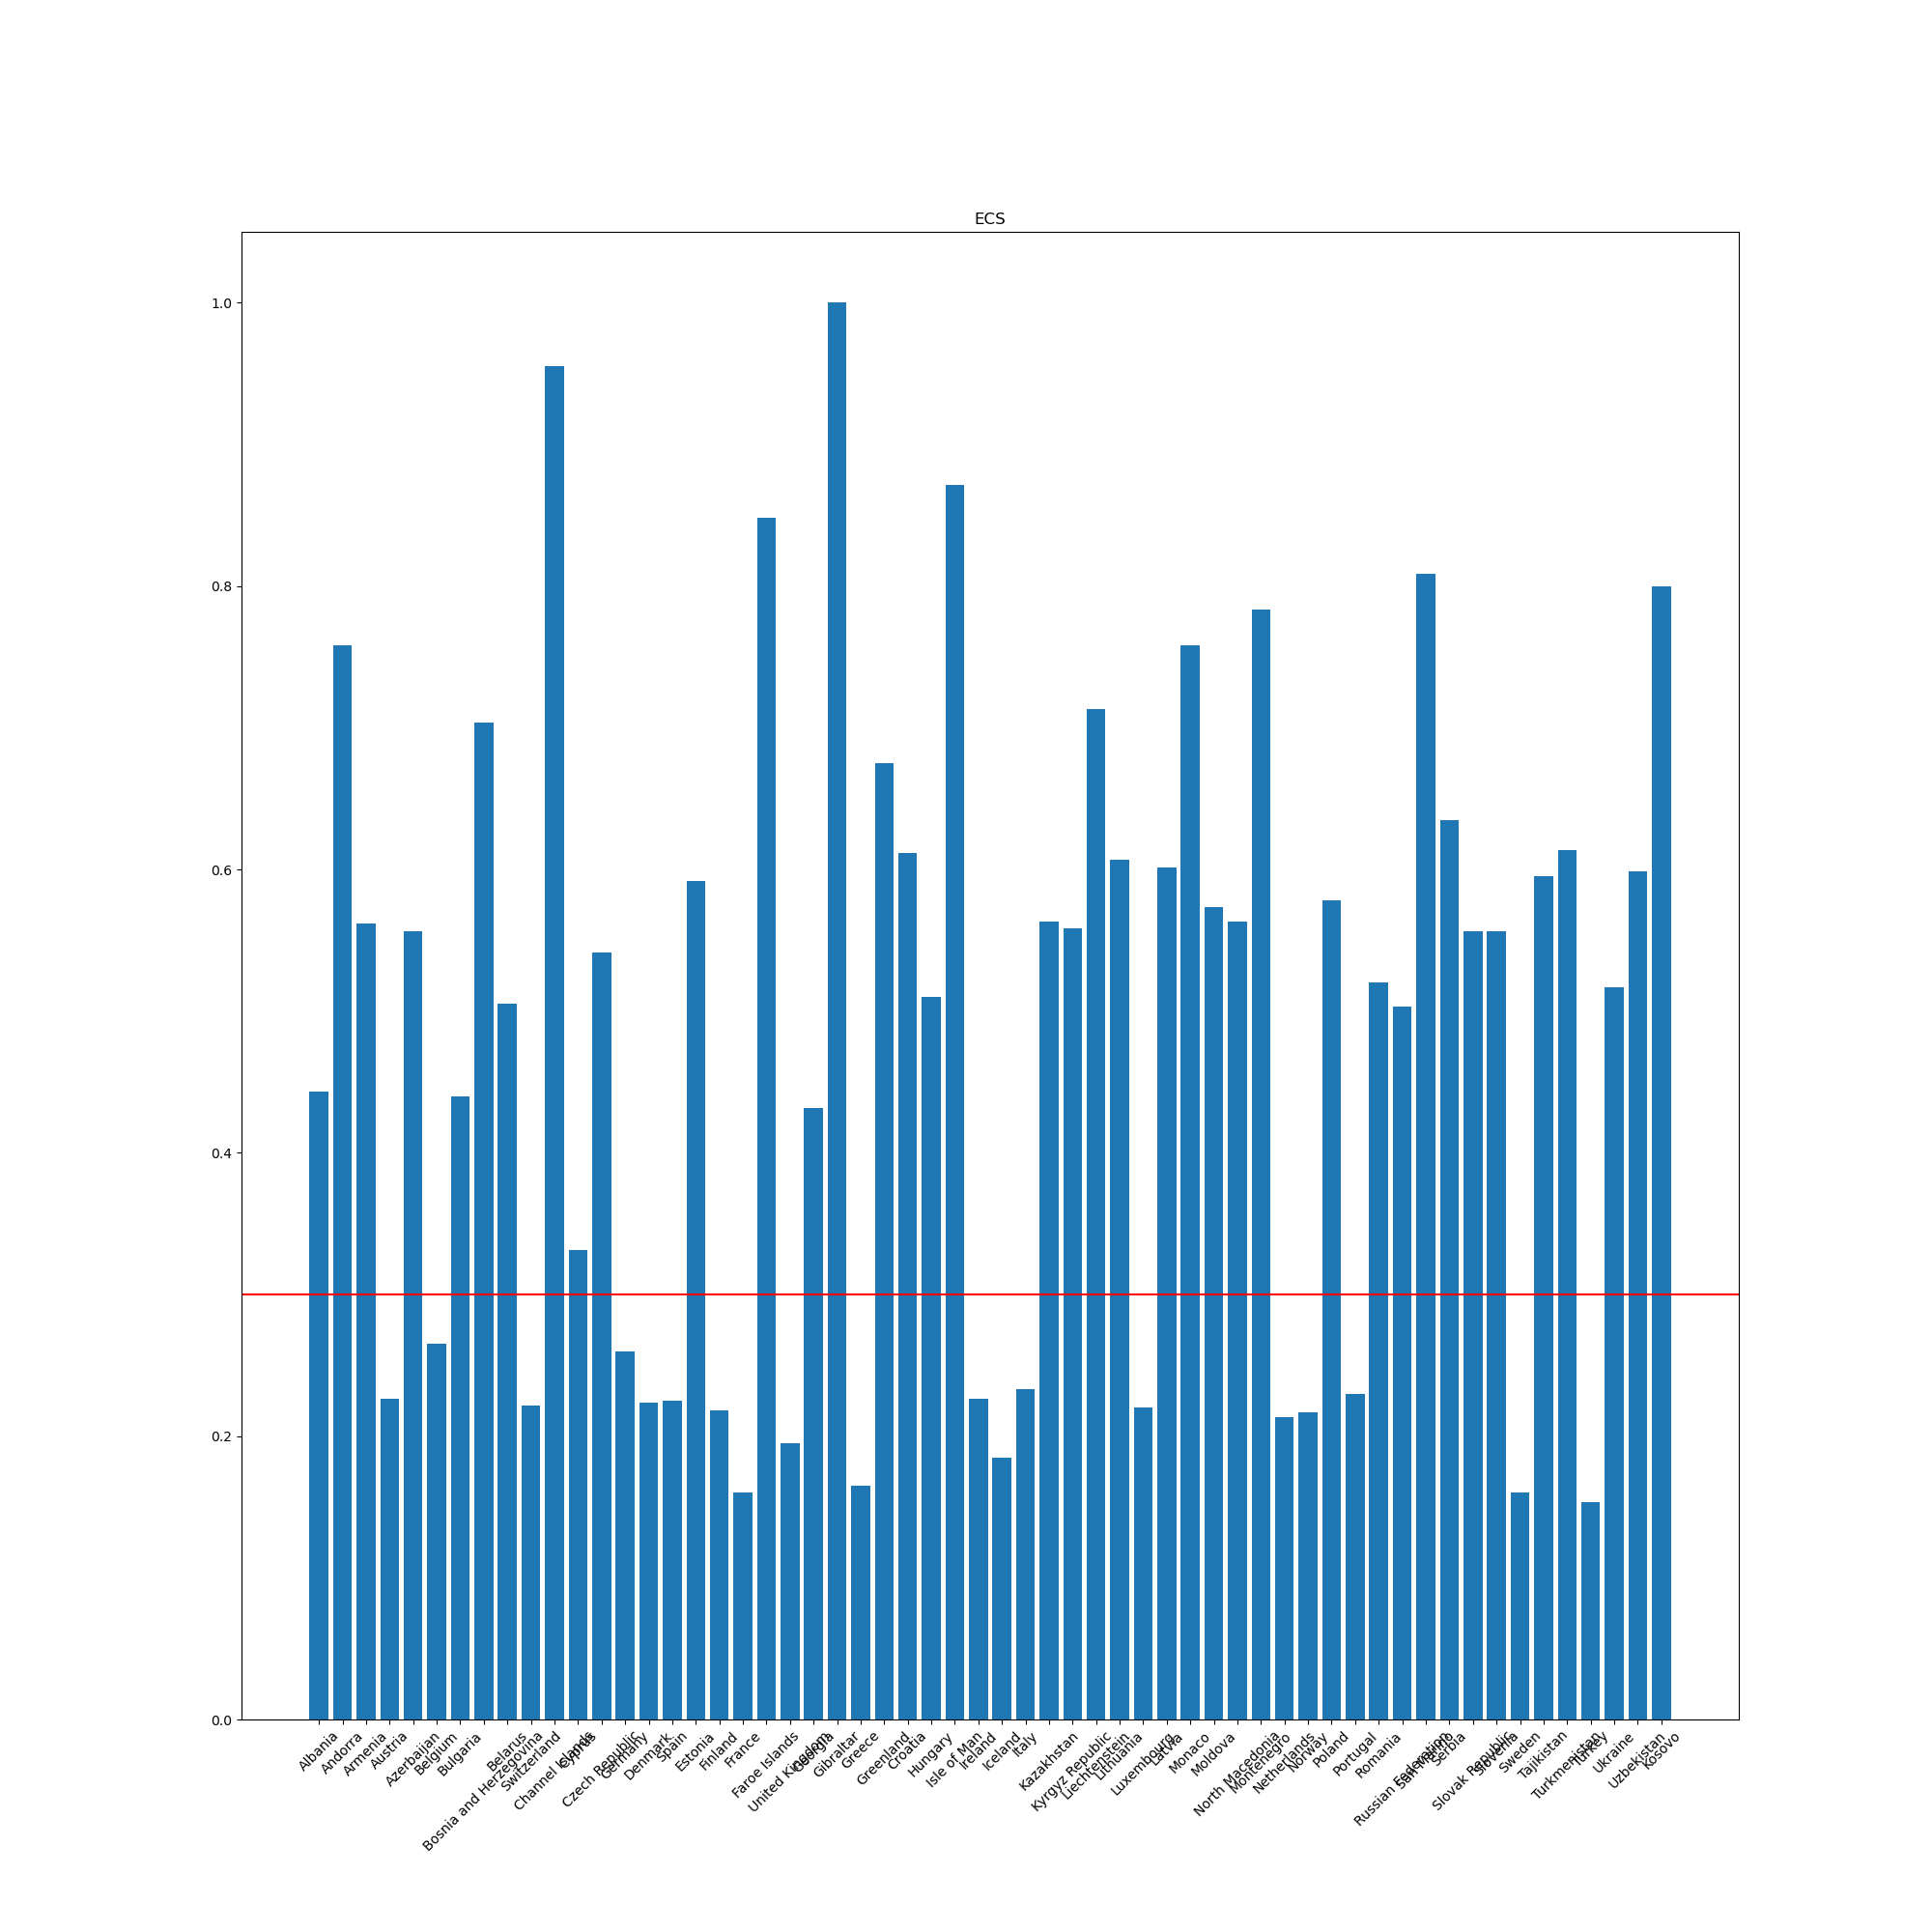 ECS
1.0
0.8
0.6
0.4
0.2
0.0
Albania
Andorra
Armenia
Austria
Azerbaijan
Belgium
Bulgaria
Bosnia and Herzegovina
Belarus
Switzerland
Channel Islands
Cyprus
Czech Republic
Germany
Denmark
Spain
Estonia
Finland
France
Faroe Islands
United Kingdom
Georgia
Gibraltar
Greece
Greenland
Croatia
Hungary
Isle of Man
Ireland
Iceland
Italy
Kazakhstan
Kyrgyz Republic
Liechtenstein
Lithuania
Luxembourg
Latvia
Monaco
Moldova
North Macedonia
Montenegro
Netherlands
Norway
Poland
Portugal
Romania
Russian Federation
San Marino
Serbia
Slovak Republic
Slovenia
Sweden
Tajikistan
Turkmenistan
Turkey
Ukraine
Uzbekistan
Kosovo